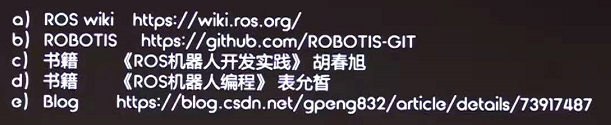 a) ROS wiki https://wiki.ros.org/
b) ROBOTIS https://github.com/ROBOTIS-GIT
c) 书籍 《ROS机器人开发实践》 胡春旭
d) 书籍 《ROS机器人编程》 表允皙
e) Blog https://blog.csdn.net/gpeng832/article/details/73917487